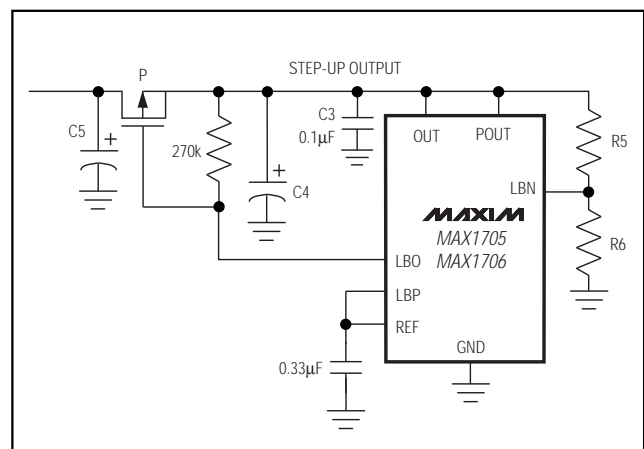 P
STEP-UP OUTPUT
C5
+
270k
+
C4
C3
0.1µF
OUT
POUT
R5
LBN
MAXIM
MAX1705
MAX1706
R6
LBO
LBP
REF
GND
0.33µF